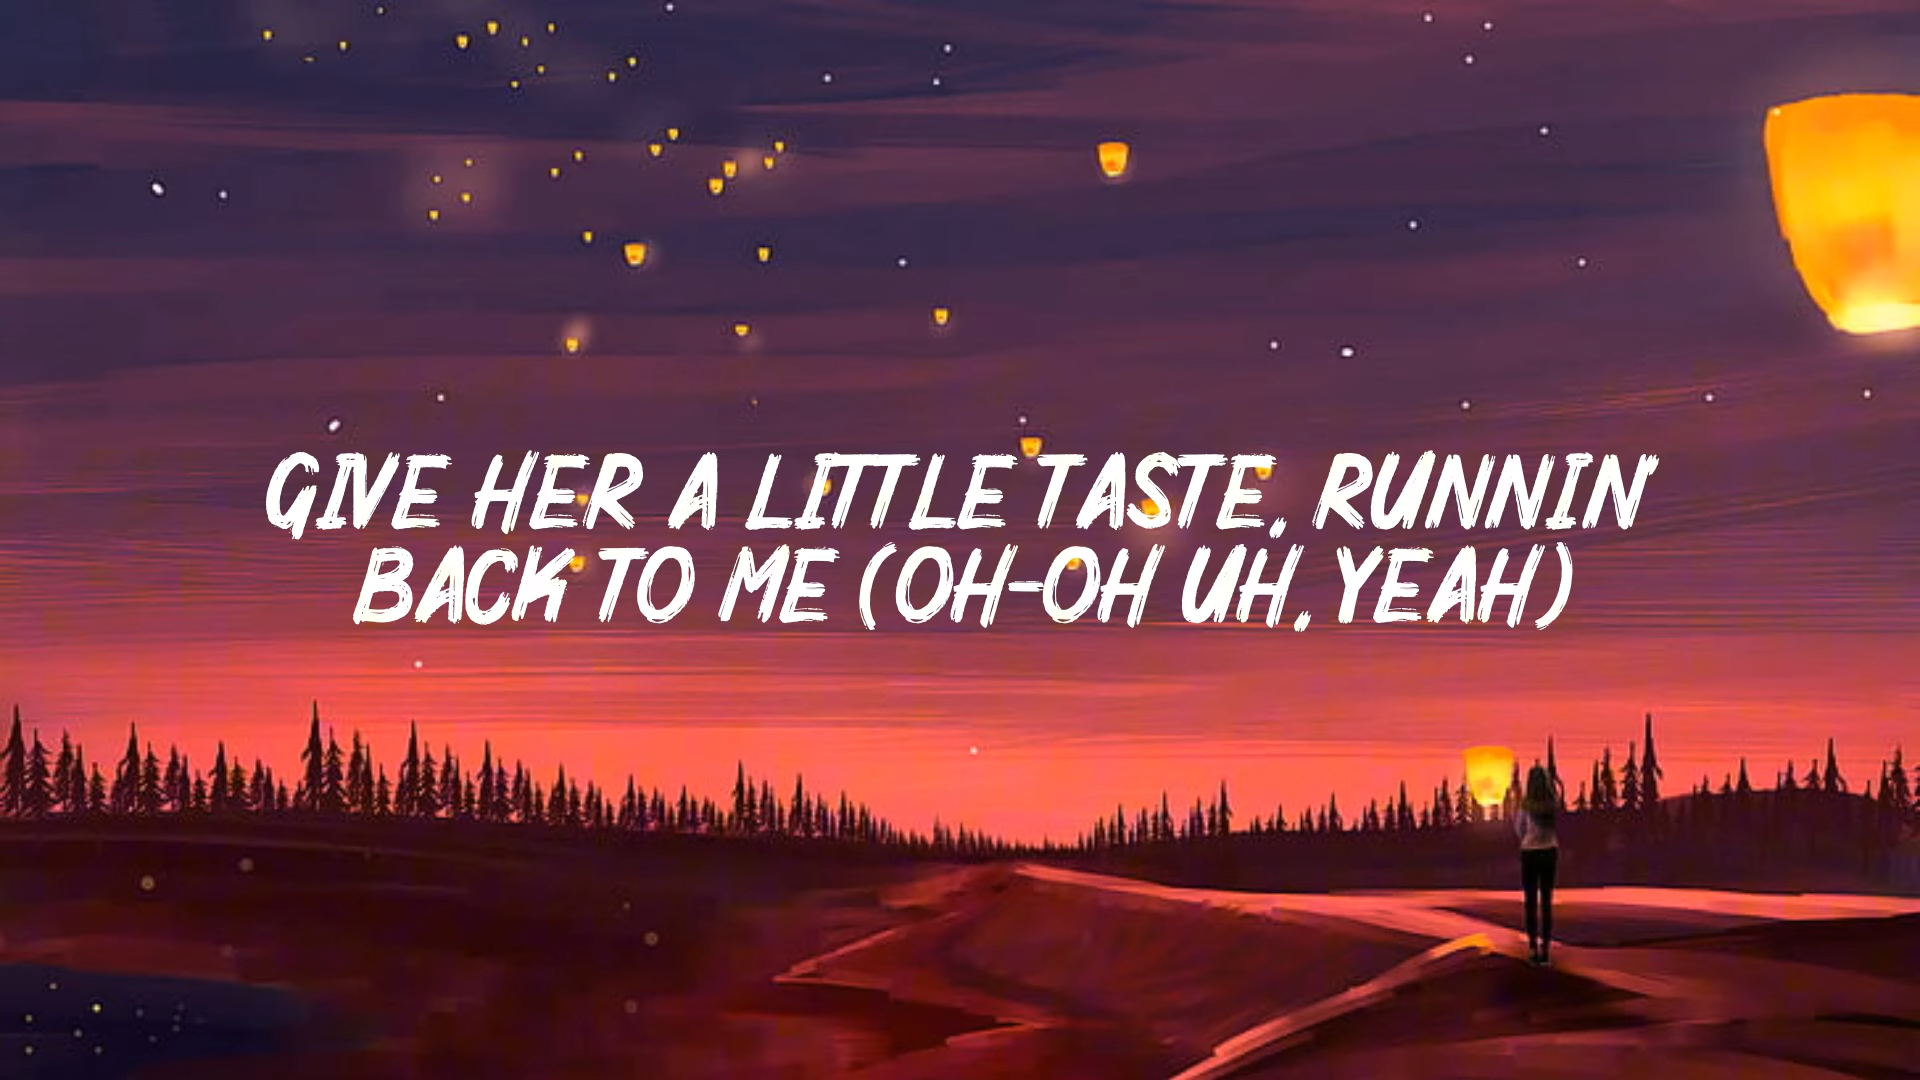 GIVE HER A LITTLE TASTE, RUNNIN'
BACK TO ME (OH-OH UH, YEAH)